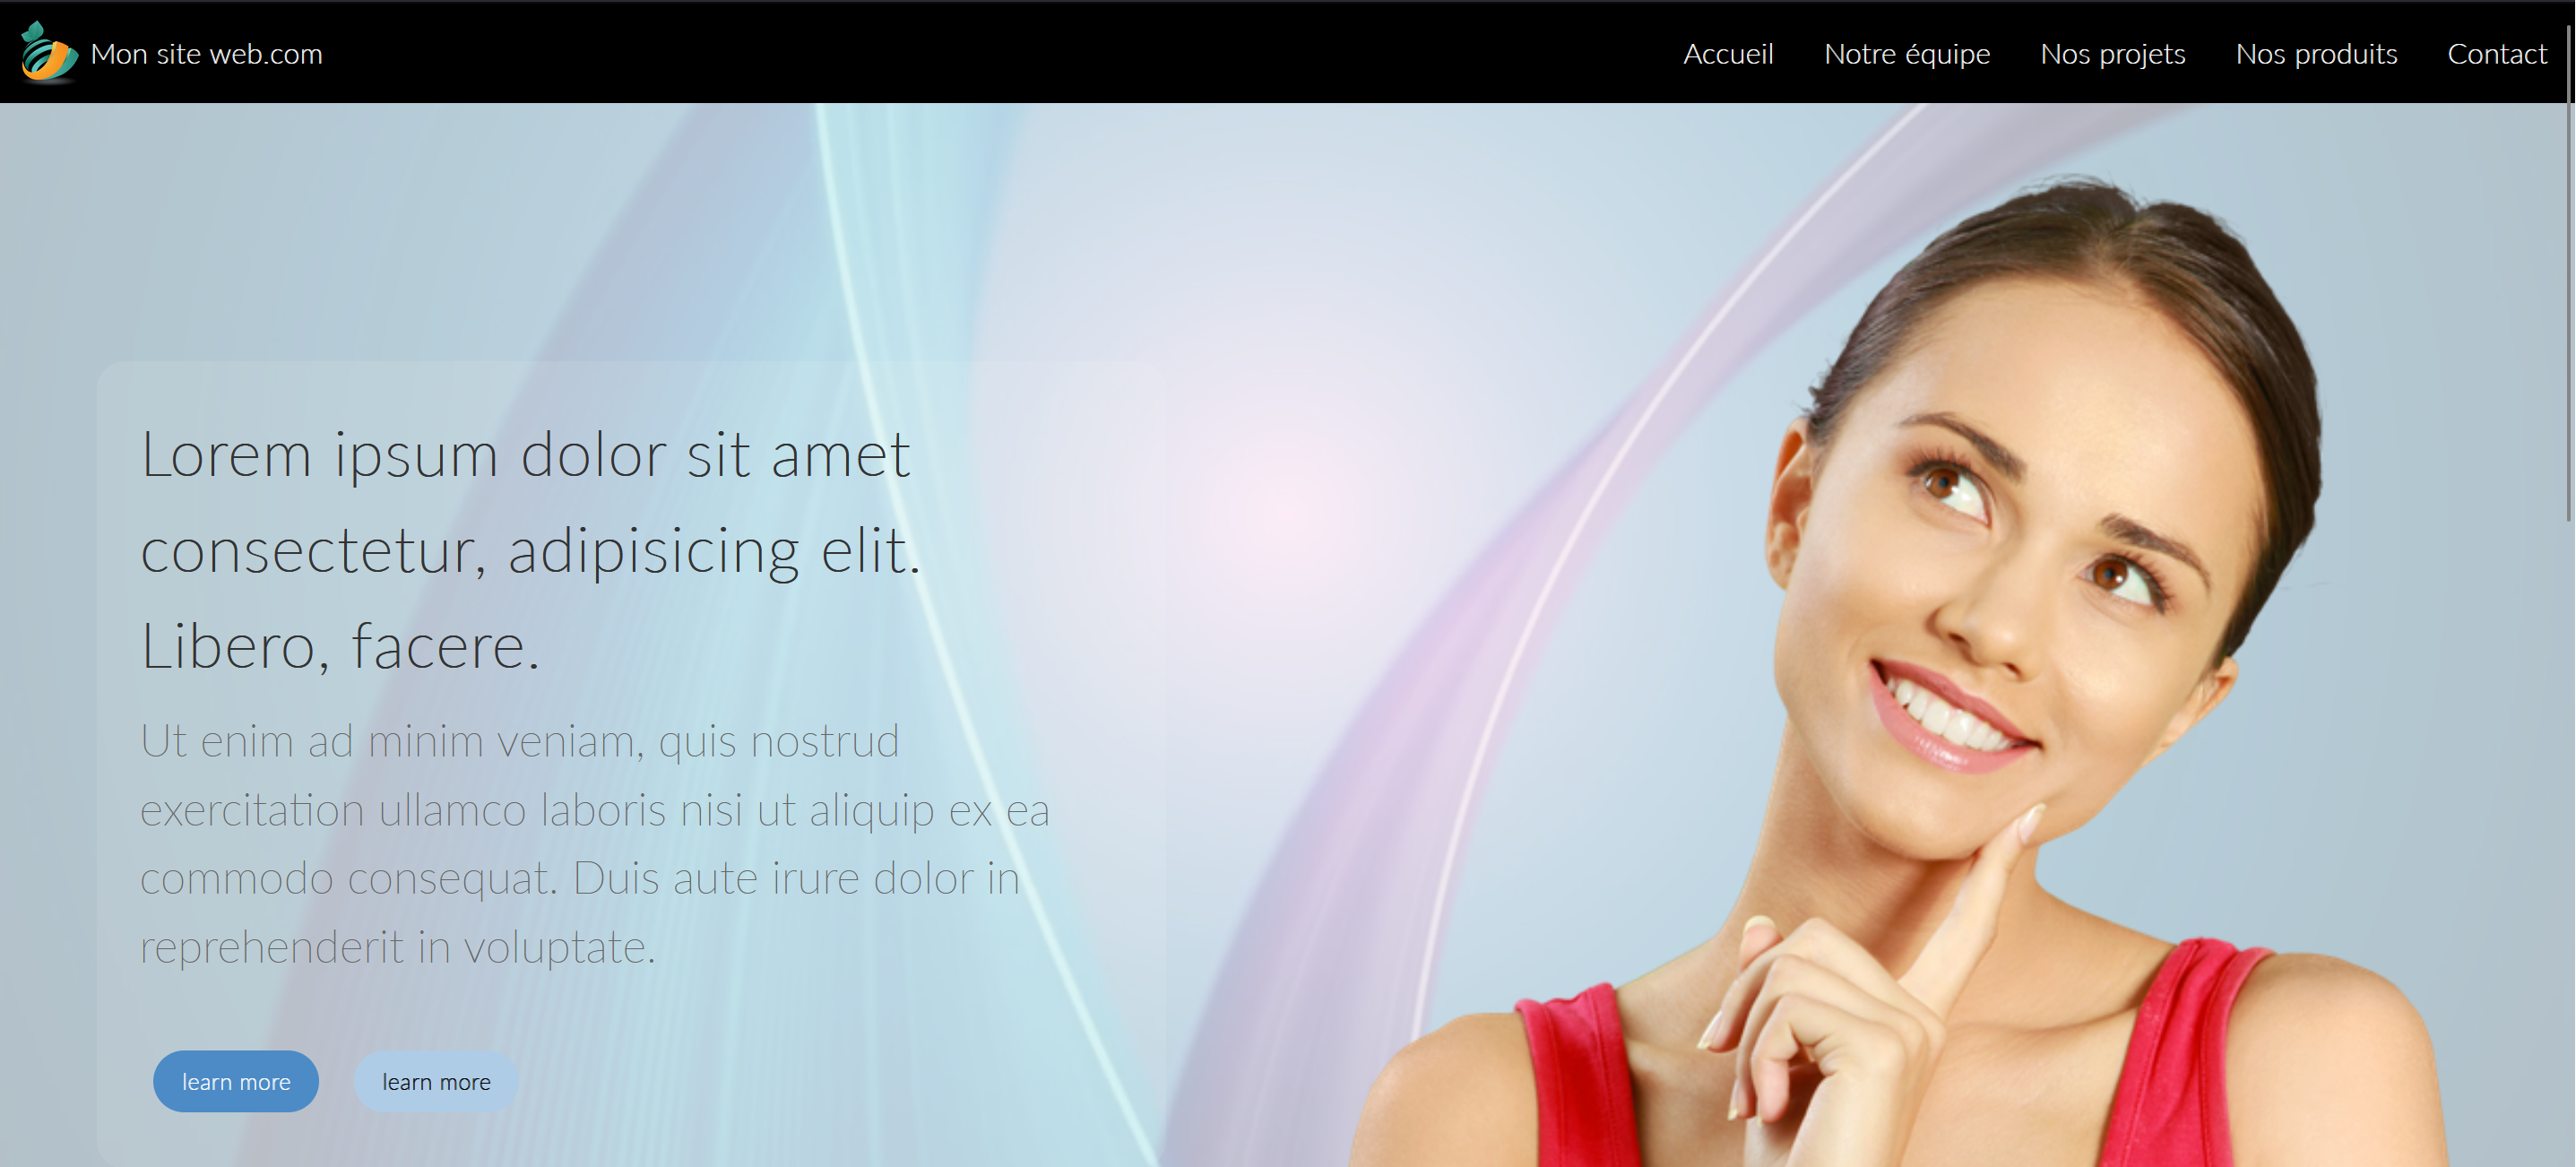 Mon site web.com
Accueil Notre équipe Nos projets Nos produits Contact
Lorem ipsum dolor sit amet
consectetur, adipisicing elit.
Libero, facere.
Ut enim ad minim veniam, quis nostrud
exercitation ullamco laboris nisi ut aliquip ex ea
commodo consequat. Duis aute irure dolor in
reprehenderit in voluptate.
learn more learn more